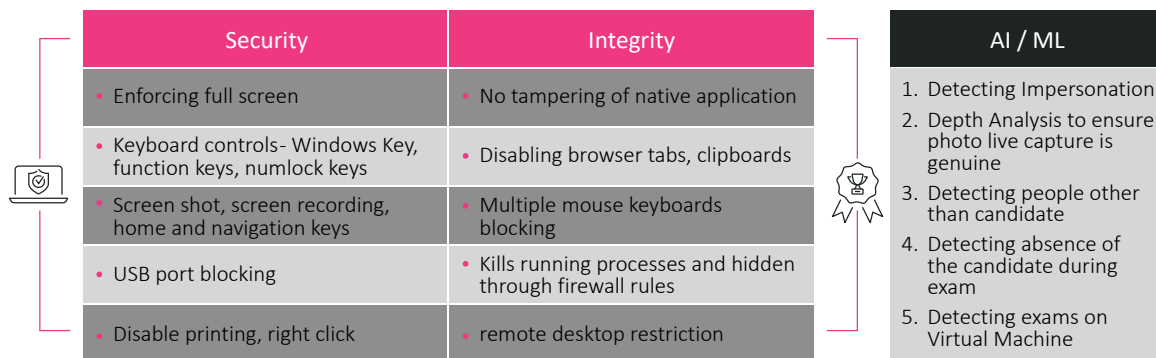 Security
Integrity
AI / ML
• Enforcing full screen
• No tampering of native application
• Keyboard controls- Windows Key,
function keys, numlock keys
• Disabling browser tabs, clipboards
• Screen shot, screen recording,
home and navigation keys
• Multiple mouse keyboards
blocking
• USB port blocking
• Kills running processes and hidden
through firewall rules
• Disable printing, right click
• remote desktop restriction
1. Detecting Impersonation
2. Depth Analysis to ensure
photo live capture is
genuine
3. Detecting people other
than candidate
4. Detecting absence of
the candidate during
exam
5. Detecting exams on
Virtual Machine